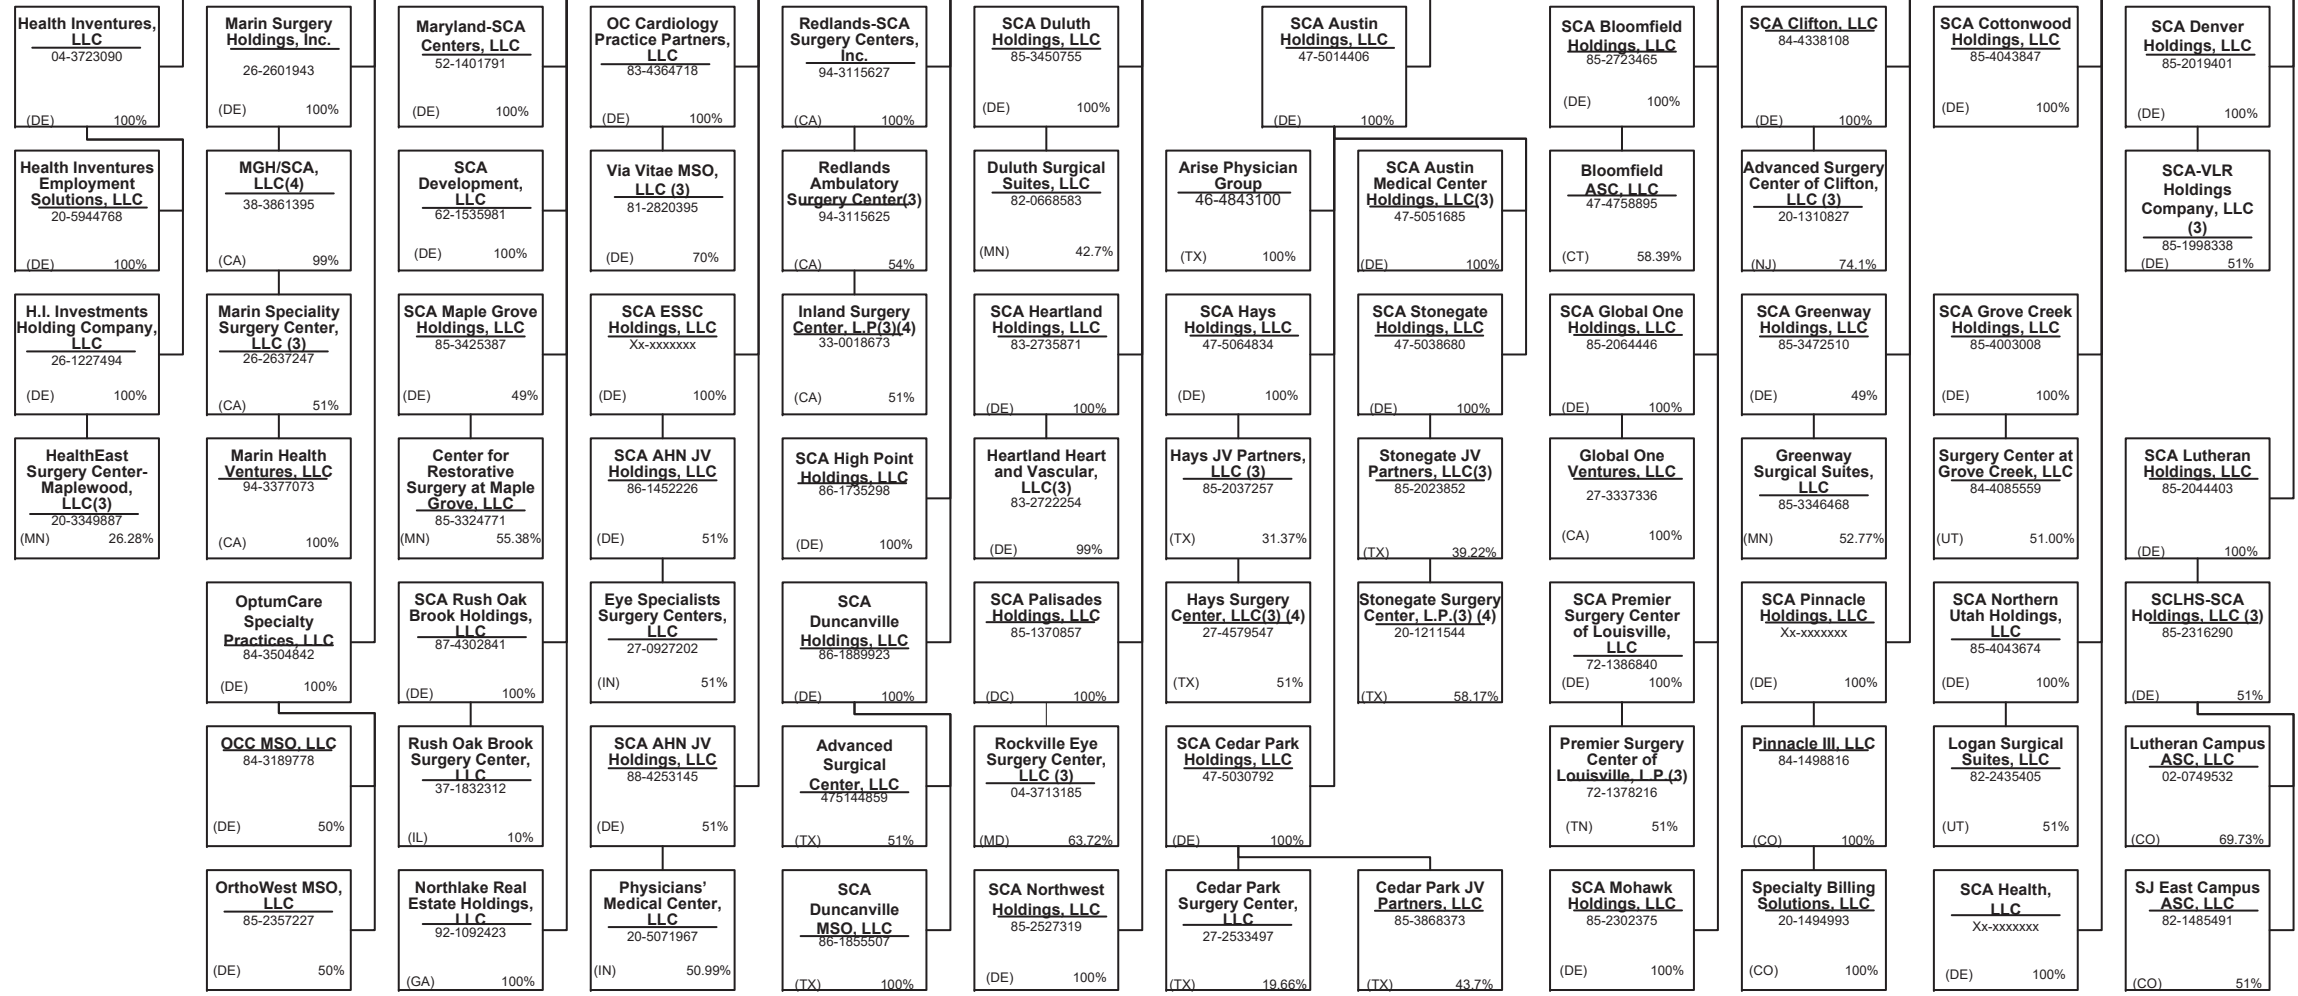 Health Inventures,
LLC
04-3723090
(DE) 100%
Marin Surgery
Holdings, Inc.
26-2601943
(DE) 100%
Maryland-SCA
Centers, LLC
52-1401791
(DE) 100%
OC Cardiology
Practice Partners,
LLC
83-4364718
(DE) 100%
Redlands-SCA
Surgery Centers,
Inc.
94-3115627
(CA) 100%
SCA Duluth
Holdings, LLC
85-3450755
(DE) 100%
SCA Austin
Holdings, LLC
47-5014406
(DE) 100%
SCA Bloomfield
Holdings, LLC
85-2723465
(DE) 100%
SCA Clifton, LLC
84-4338108
(DE) 100%
SCA Cottonwood
Holdings, LLC
85-4043847
(DE) 100%
SCA Denver
Holdings, LLC
85-2019401
(DE) 100%
Health Inventures
Employment
Solutions, LLC
20-5944768
(DE) 100%
MGH/SCA,
LLC(4)
38-3861395
(CA) 99%
SCA
Development,
LLC
62-1535981
(DE) 100%
Via Vitae MSO,
LLC (3)
81-2820395
(DE) 70%
Redlands
Ambulatory
Surgery Center(3)
94-3115625
(CA) 54%
Duluth Surgical
Suites, LLC
82-0668583
(MN) 42.7%
Arise Physician
Group
46-4843100
(TX) 100%
SCA Austin
Medical Center
Holdings, LLC(3)
47-5051685
(DE) 100%
Bloomfield
ASC, LLC
47-4758895
(CT) 58.39%
Advanced Surgery
Center of Clifton,
LLC (3)
20-1310827
(NJ) 74.1%
SCA-VLR
Holdings
Company, LLC
(3)
85-1998338
(DE) 51%
H.I. Investments
Holding Company,
LLC
26-1227494
(DE) 100%
Marin Speciality
Surgery Center,
LLC (3)
26-2637247
(CA) 51%
SCA Maple Grove
Holdings, LLC
85-3425387
(DE) 49%
SCA ESSC
Holdings, LLC
Xx-xxxxxxx
(DE) 100%
Inland Surgery
Center, L.P(3)(4)
33-0018673
(CA) 51%
SCA Heartland
Holdings, LLC
83-2735871
(DE) 100%
SCA Hays
Holdings, LLC
47-5064834
(DE) 100%
SCA Stonegate
Holdings, LLC
47-5038680
(DE) 100%
SCA Global One
Holdings, LLC
85-2064446
(DE) 100%
SCA Greenway
Holdings, LLC
85-3472510
(DE) 49%
SCA Grove Creek
Holdings, LLC
85-4003008
(DE) 100%
HealthEast
Surgery Center-
Maplewood,
LLC(3)
20-3349887
(MN) 26.28%
Marin Health
Ventures, LLC
94-3377073
(CA) 100%
Center for
Restorative
Surgery at Maple
Grove, LLC
85-3324771
(MN) 55.38%
SCA AHN JV
Holdings, LLC
86-1452226
(DE) 51%
SCA High Point
Holdings, LLC
86-1735298
(DE) 100%
Heartland Heart
and Vascular,
LLC(3)
83-2722254
(DE) 99%
Hays JV Partners,
LLC (3)
85-2037257
(TX) 31.37%
Stonegate JV
Partners, LLC(3)
85-2023852
(TX) 39.22%
Global One
Ventures, LLC
27-3337336
(CA) 100%
Greenway
Surgical Suites,
LLC
85-3346468
(MN) 52.77%
Surgery Center at
Grove Creek, LLC
84-4085559
(UT) 51.00%
SCA Lutheran
Holdings, LLC
85-2044403
(DE) 100%
OptumCare
Specialty
Practices, LLC
84-3504842
(DE) 100%
SCA Rush Oak
Brook Holdings,
LLC
87-4302841
(DE) 100%
Eye Specialists
Surgery Centers,
LLC
27-0927202
(IN) 51%
SCA
Duncanville
Holdings, LLC
86-1889923
(DE) 100%
SCA Palisades
Holdings, LLC
85-1370857
(DC) 100%
Hays Surgery
Center, LLC(3) (4)
27-4579547
(TX) 51%
Stonegate Surgery
Center, L.P.(3) (4)
20-1211544
(TX) 58.17%
SCA Premier
Surgery Center
of Louisville,
LLC
72-1386840
(DE) 100%
SCA Pinnacle
Holdings, LLC
Xx-xxxxxxx
(DE) 100%
SCA Northern
Utah Holdings,
LLC
85-4043674
(DE) 100%
SCLHS-SCA
Holdings, LLC (3)
85-2316290
(DE) 51%
OCC MSO, LLC
84-3189778
(DE) 50%
Rush Oak Brook
Surgery Center,
LLC
37-1832312
(IL) 10%
SCA AHN JV
Holdings, LLC
88-4253145
(DE) 51%
Advanced
Surgical
Center, LLC
475144859
(TX) 51%
Rockville Eye
Surgery Center,
LLC (3)
04-3713185
(MD) 63.72%
SCA Cedar Park
Holdings, LLC
47-5030792
(DE) 100%
Premier Surgery
Center of
Louisville, L.P.(3)
72-1378216
(TN) 51%
Pinnacle III, LLC
84-1498816
(CO) 100%
Logan Surgical
Suites, LLC
82-2435405
(UT) 51%
Lutheran Campus
ASC, LLC
02-0749532
(CO) 69.73%
OrthoWest MSO,
LLC
85-2357227
(DE) 50%
Northlake Real
Estate Holdings,
LLC
92-1092423
(GA) 100%
Physicians’
Medical Center,
LLC
20-5071967
(IN) 50.99%
SCA
Duncanville
MSO, LLC
86-1855507
(TX) 100%
SCA Northwest
Holdings, LLC
85-2527319
(DE) 100%
Cedar Park
Surgery Center,
LLC
27-2533497
(TX) 19.66%
Cedar Park JV
Partners, LLC
85-3868373
(TX) 43.7%
SCA Mohawk
Holdings, LLC
85-2302375
(DE) 100%
Specialty Billing
Solutions, LLC
20-1494993
(CO) 100%
SCA Health,
LLC
Xx-xxxxxxx
(DE) 100%
SJ East Campus
ASC, LLC
82-1485491
(CO) 51%